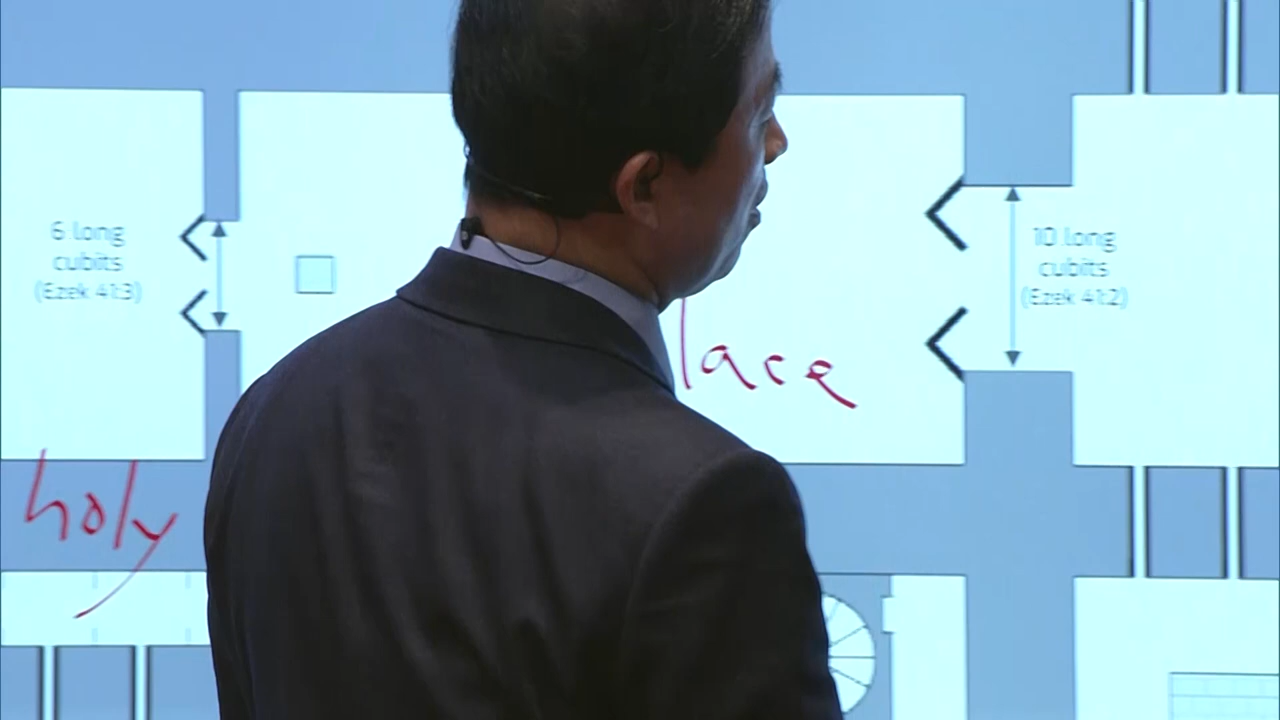 6 long
cubits
(Ezek 41:3)
10 long
cubits
(Ezek 41:2)
lace
holy